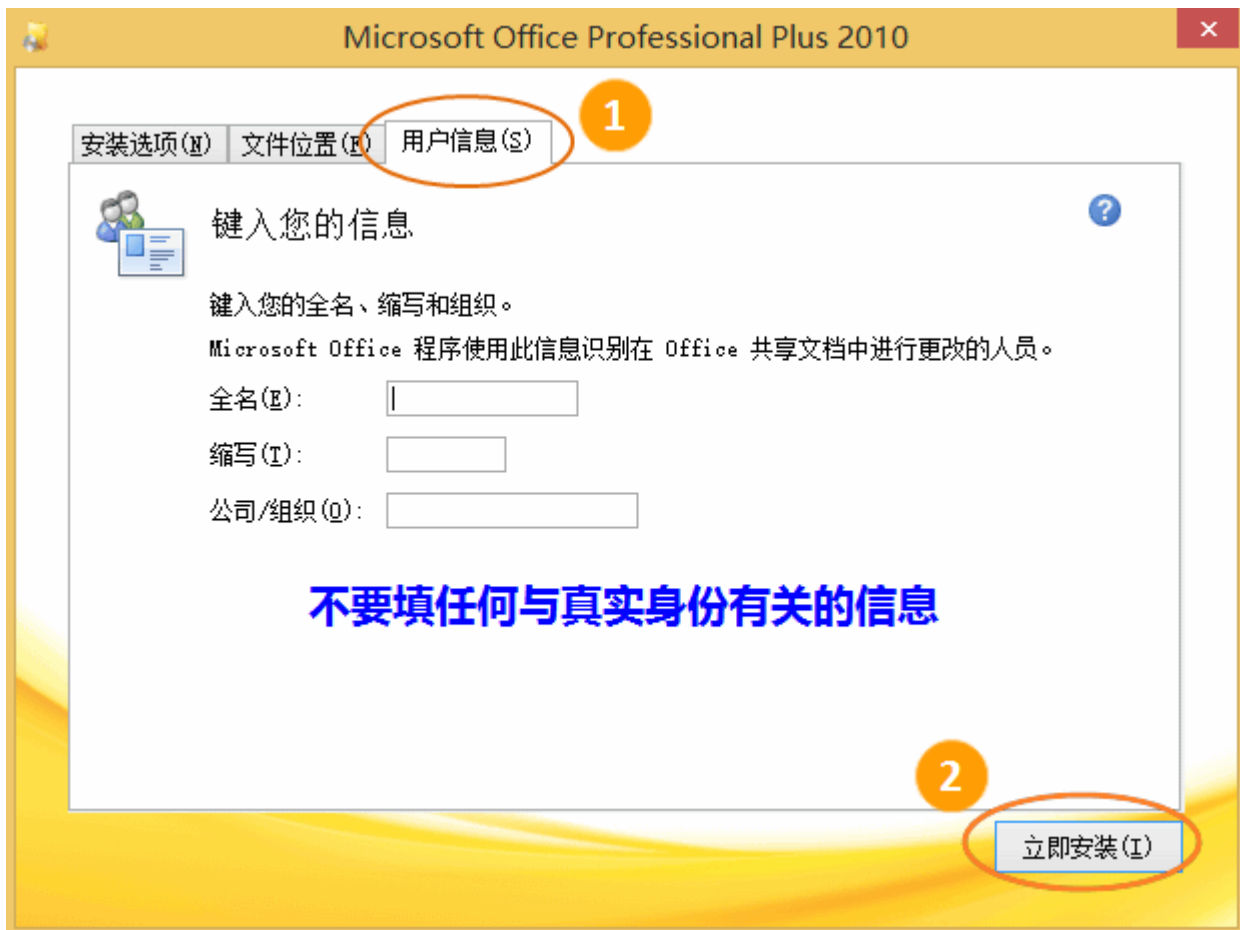 Microsoft Office Professional Plus 2010
×
1
安装选项(N) 文件位置(F) 用户信息(S)
键入您的信息
?
键入您的全名、缩写和组织。
Microsoft Office 程序使用此信息识别在 Office 共享文档中进行更改的人员。
全名(E):
缩写(T):
公司/组织(O):
不要填任何与真实身份有关的信息
2
立即安装(I)